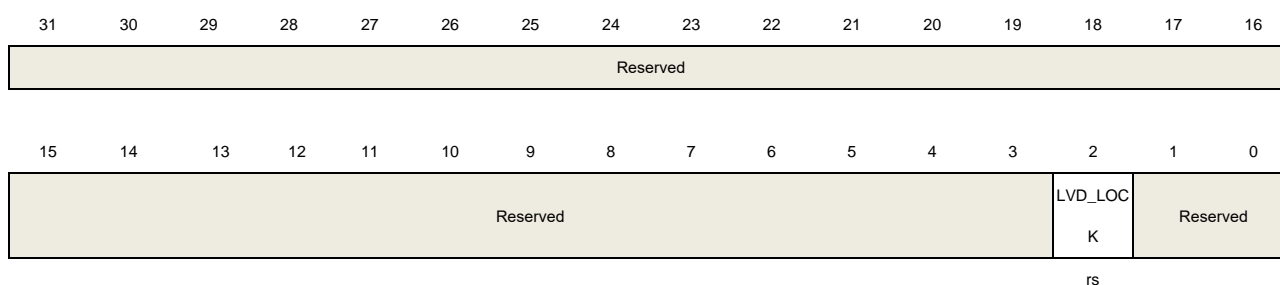 31 30 29 28 27 26 25 24 23 22 21 20 19 18 17 16
Reserved
15 14 13 12 11 10 9 8 7 6 5 4 3 2 1 0
Reserved LVD_LOC Reserved
K
rs